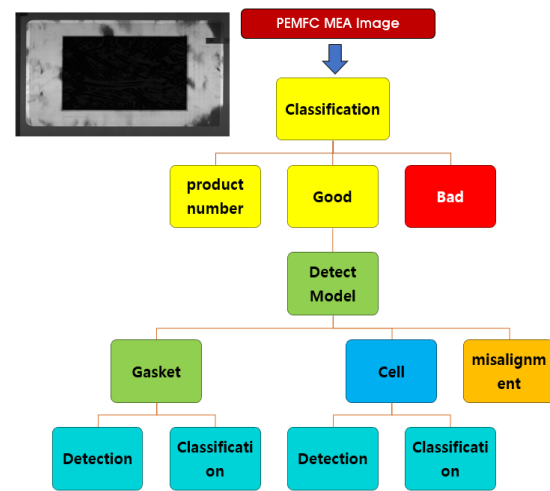 PEMFC MEA Image
Classification
product
number
Good
Bad
Detect
Model
Gasket
Cell
misalignm
ent
Detection
Classificati
on
Detection
Classificati
on